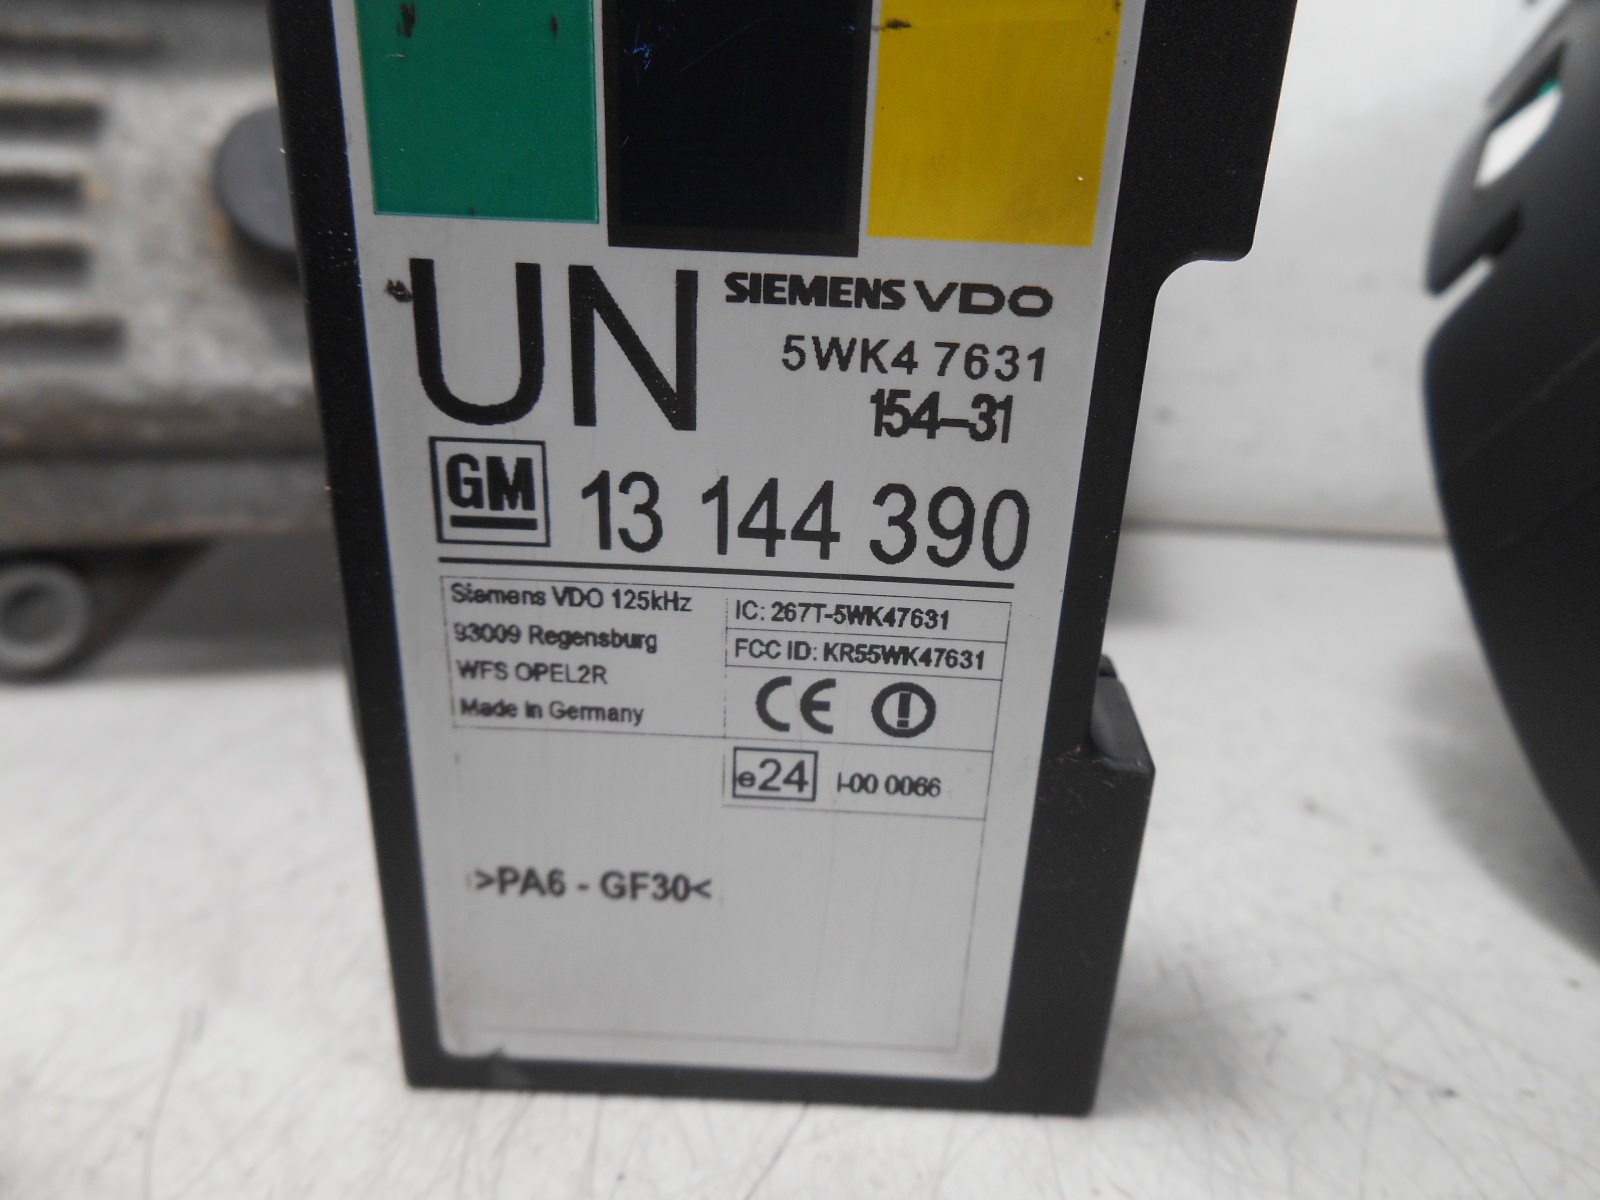 UN
SIEMENS VDO
5WK4 7631
154-31
GM 13 144 390
Siemens VDO 125kHz
93009 Regensburg
WFS OPEL2R
Made in Germany
IC: 267T-5WK47631
FCC ID: KR55WK47631
CE
e24 I-00 0066
>PA6 - GF30<